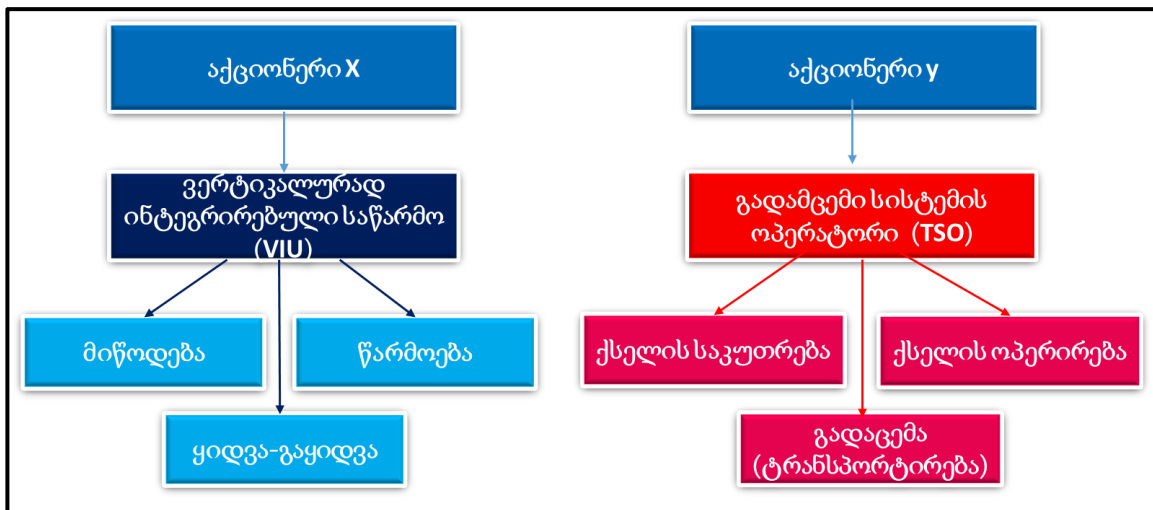 აქციონერი X
აქციონერი y
ვერტიკალურად
ინტეგრირებული საწარმო
(VIU)
გადამცემი სისტემის
ოპერატორი (TSO)
მიწოდება
წარმოება
ყიდვა-გაყიდვა
ქსელის საკუთრება
ქსელის ოპერირება
გადაცემა
(ტრანსპორტირება)